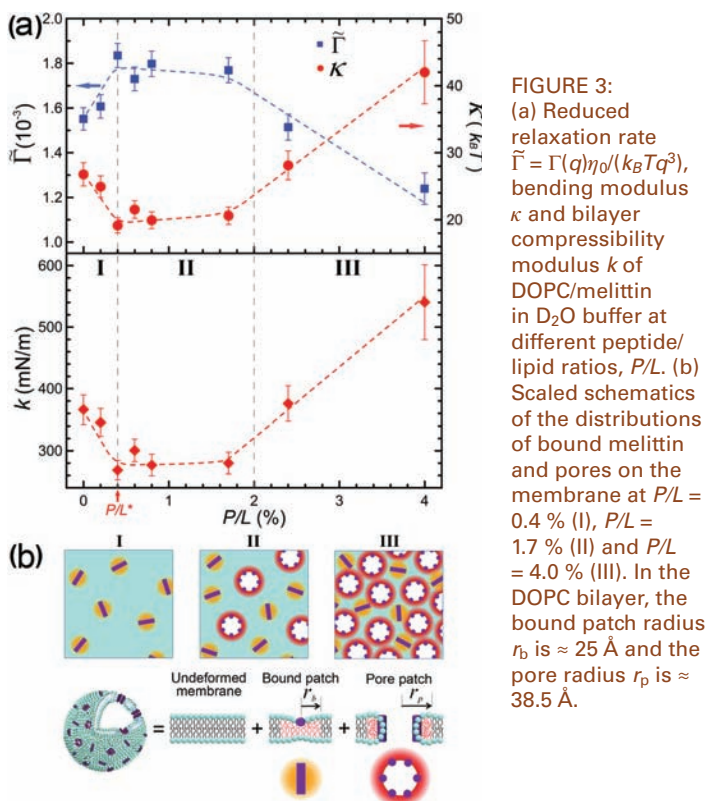 (a)
2.0
1.8
1.6
1.4
1.2
1.0
Γ̃(10⁻³)
Γ̃
κ
50
40
30
20
10
κ (k_BT)
I II III
600
500
400
300
k (mN/m)
0 1 2 3 4
P/L*
P/L (%)
(b)
I II III
Undeformed membrane
Bound patch
Pore patch
r_b
r_p
= + +
FIGURE 3:
(a) Reduced
relaxation rate
Γ̃ = Γ(q)η₀/(k_BTq³),
bending modulus
κ and bilayer
compressibility
modulus k of
DOPC/melittin
in D₂O buffer at
different peptide/
lipid ratios, P/L. (b)
Scaled schematics
of the distributions
of bound melittin
and pores on the
membrane at P/L =
0.4 % (I), P/L =
1.7 % (II) and P/L
= 4.0 % (III). In the
DOPC bilayer, the
bound patch radius
r_b is ≈ 25 Å and the
pore radius r_p is ≈
38.5 Å.